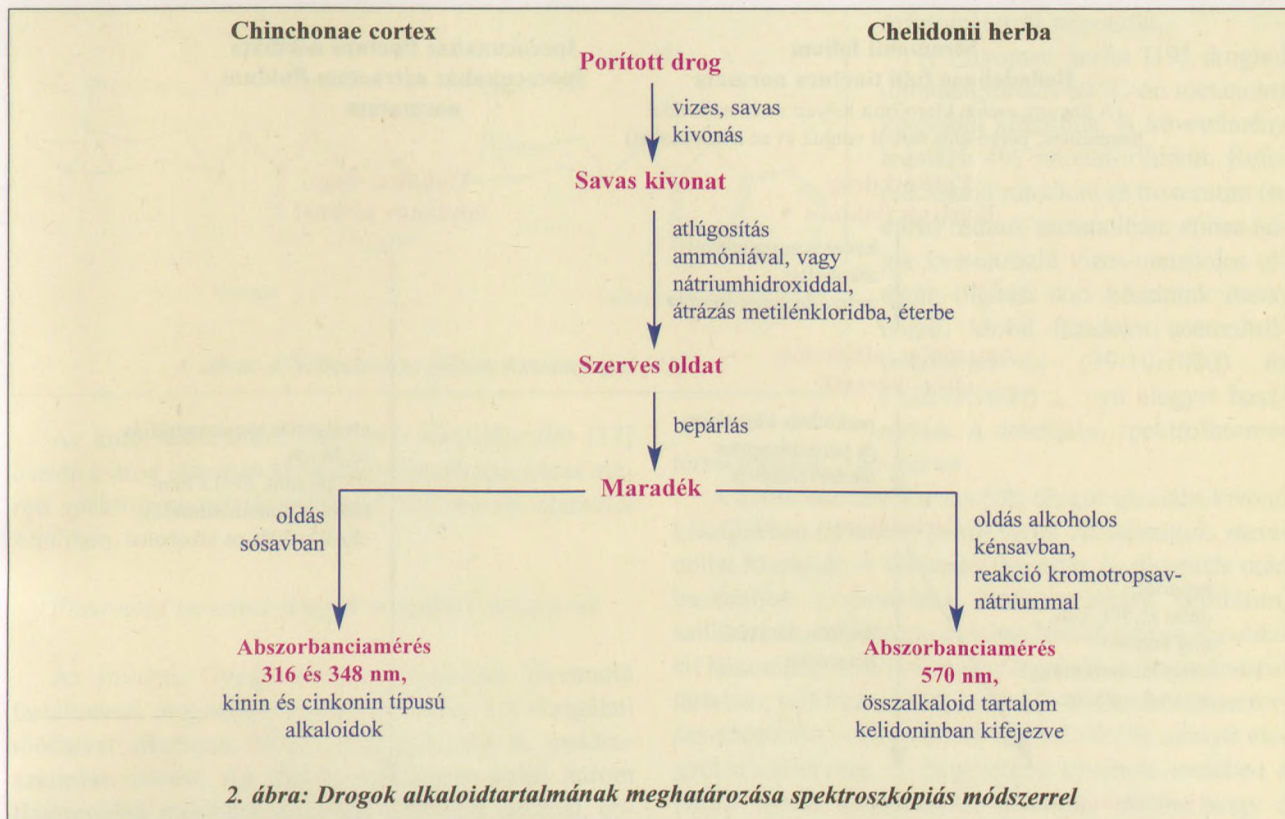 Chinchonae cortex
Chelidonii herba
Porított drog
vizes, savas
kivonás
Savas kivonat
atlúgosítás
ammóniával, vagy
nátriumhidroxiddal,
átrázás metilénkloridba, éterbe
Szerves oldat
bepárlás
Maradék
oldás
sósavban
oldás alkoholos
kénsavban,
reakció kromotropsav-
nátriummal
Abszorbanciamérés
316 és 348 nm,
kinin és cinkonin típusú
alkaloidok
Abszorbanciamérés
570 nm,
összalkaloid tartalom
kelidoninban kifejezve
2. ábra: Drogok alkaloidtartalmának meghatározása spektroszkópiás módszerrel